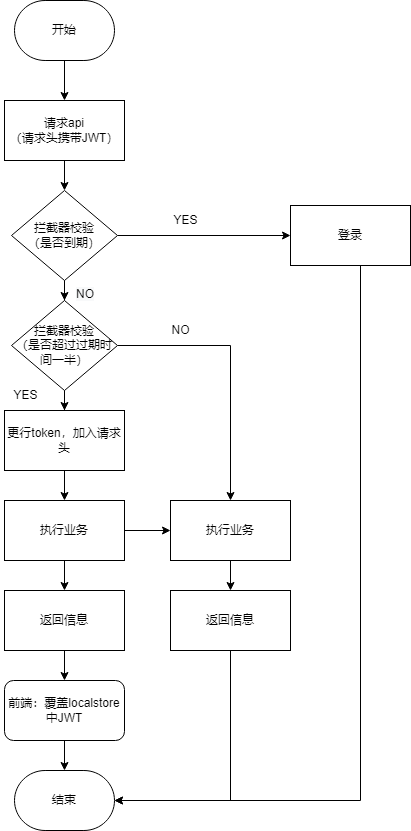 开始
请求api
（请求头携带JWT）
拦截器校验
（是否到期）
YES
登录
NO
拦截器校验
（是否超过过期时
间一半）
NO
YES
更行token，加入请求
头
执行业务
执行业务
返回信息
返回信息
前端：覆盖localstore
中JWT
结束